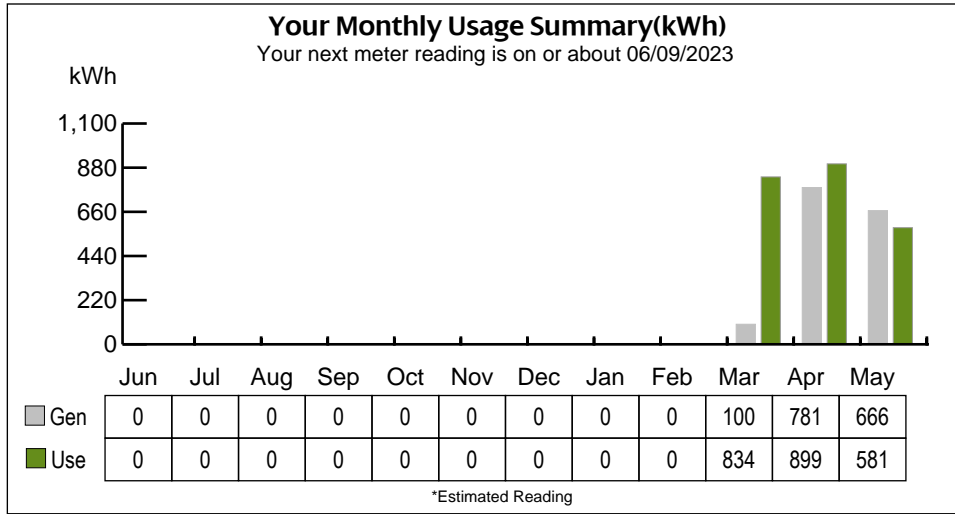 Your Monthly Usage Summary(kWh)
Your next meter reading is on or about 06/09/2023
kWh
1,100
880
660
440
220
0
Jun Jul Aug Sep Oct Nov Dec Jan Feb Mar Apr May
Gen 0 0 0 0 0 0 0 0 0 100 781 666
Use 0 0 0 0 0 0 0 0 0 834 899 581
*Estimated Reading